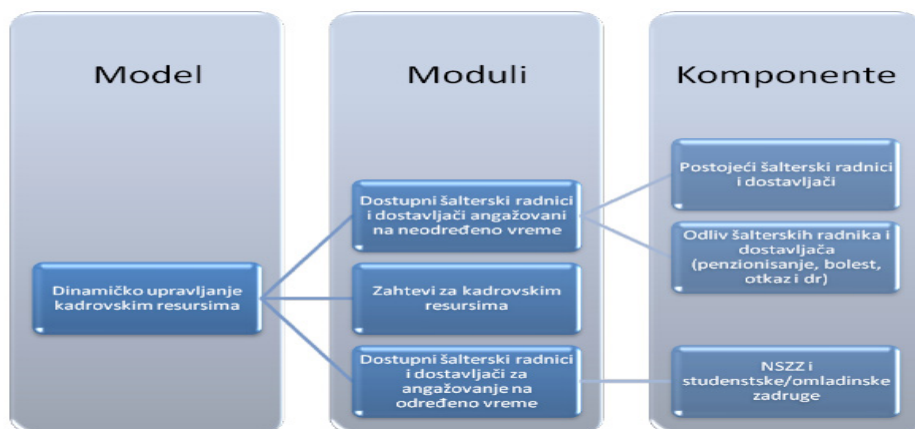 Model
Moduli
Komponente
Dinamičko upravljanje
kadrovskim resursima
Dostupni šalterski radnici
i dostavljači angažovani
na neodređeno vreme
Zahtevi za kadrovskim
resursima
Dostupni šalterski radnici
i dostavljači za
angažovanje na
određeno vreme
Postojeći šalterski radnici
i dostavljači
Odliv šalterskih radnika i
dostavljača
(penzionisanje, bolest,
otkaz i dr)
NSZZ i
studentske/omladinske
zadruge